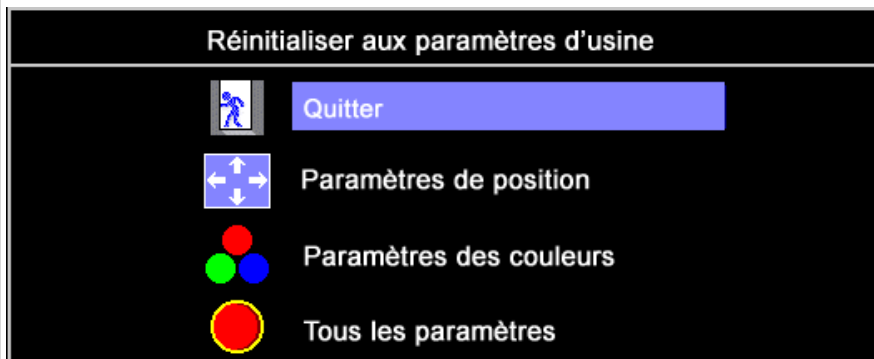 Réinitialiser aux paramètres d’usine
Quitter
Paramètres de position
Paramètres des couleurs
Tous les paramètres